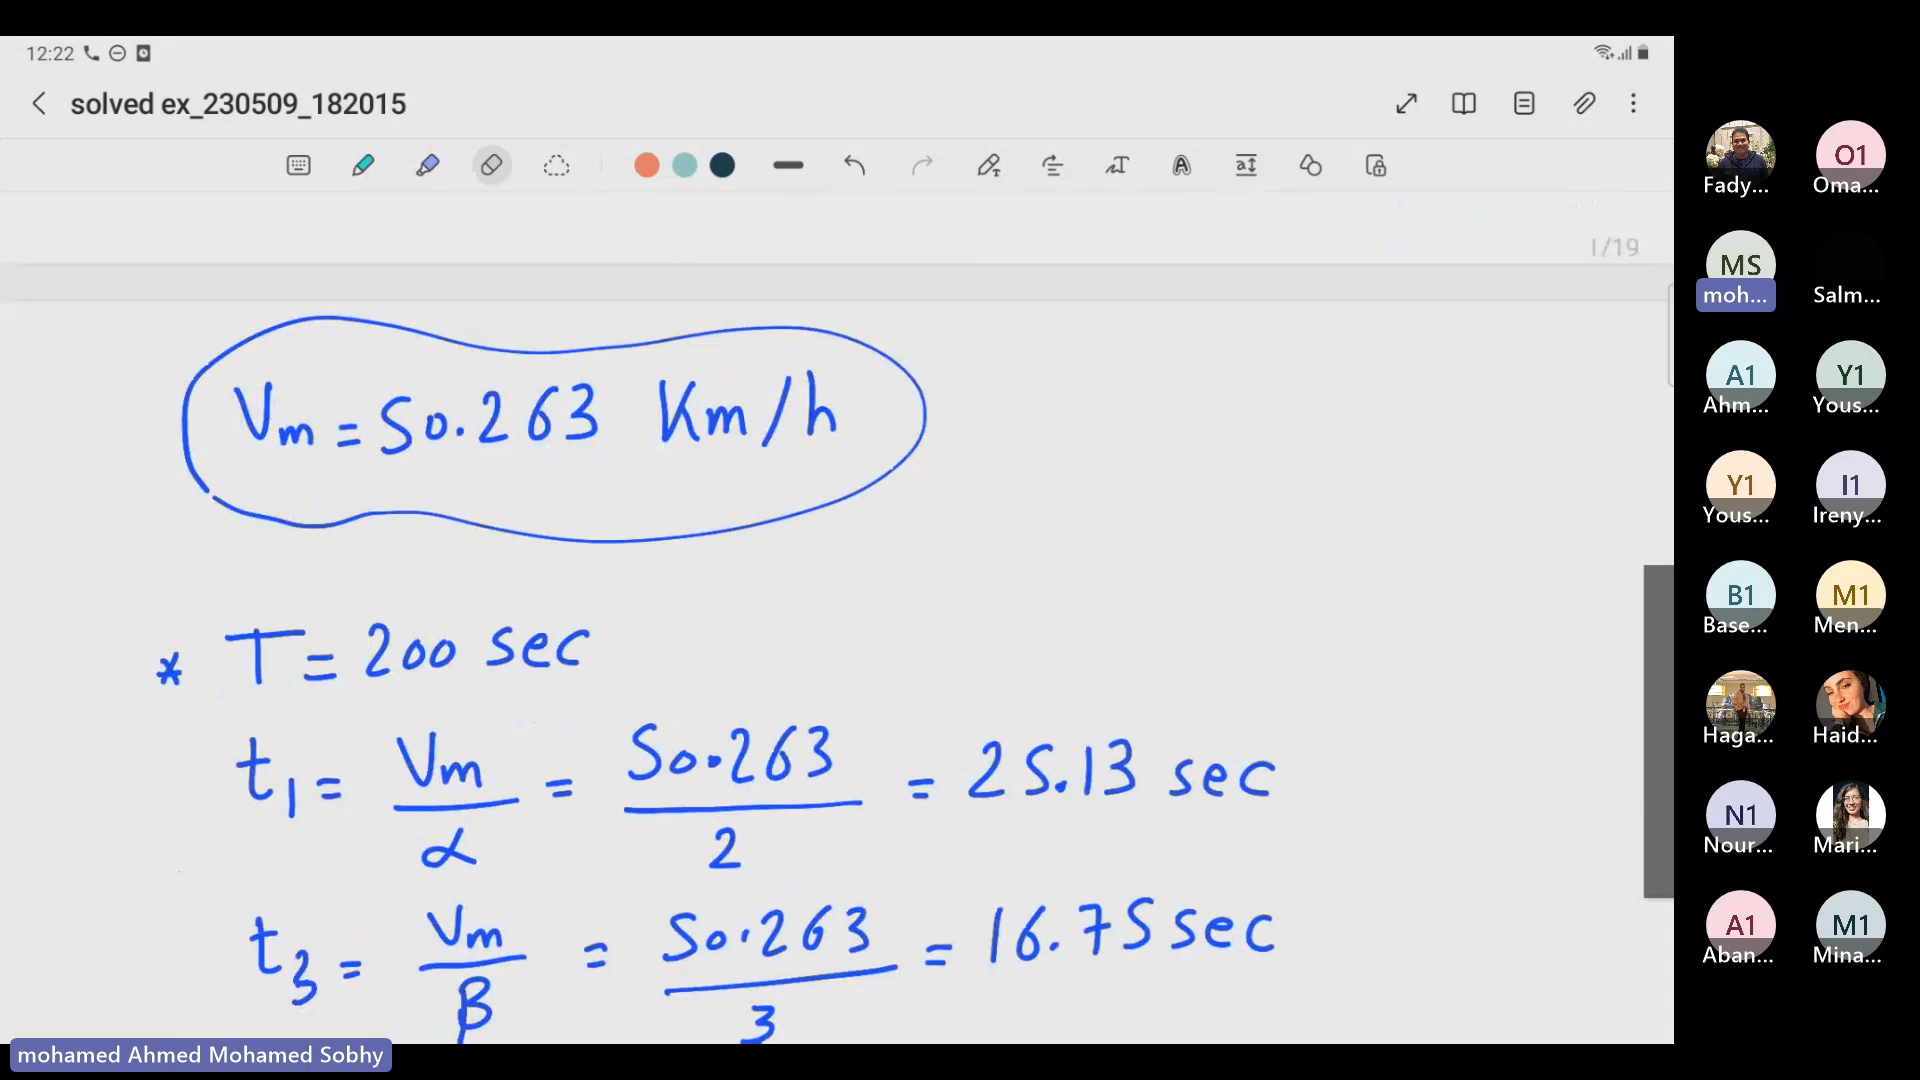 12:22
solved ex_230509_182015
1/19
Vm = 50.263 Km/h
* T = 200 sec
t1 = Vm/α = 50.263/2 = 25.13 sec
t3 = Vm/β = 50.263/3 = 16.75 sec
mohamed Ahmed Mohamed Sobhy
Fady...
O1
Oma...
MS
moh...
Salm...
A1
Ahm...
Y1
Yous...
Y1
Yous...
I1
Ireny...
B1
Base...
M1
Men...
Haga...
Haid...
N1
Nour...
Mari...
A1
Aban...
M1
Mina...